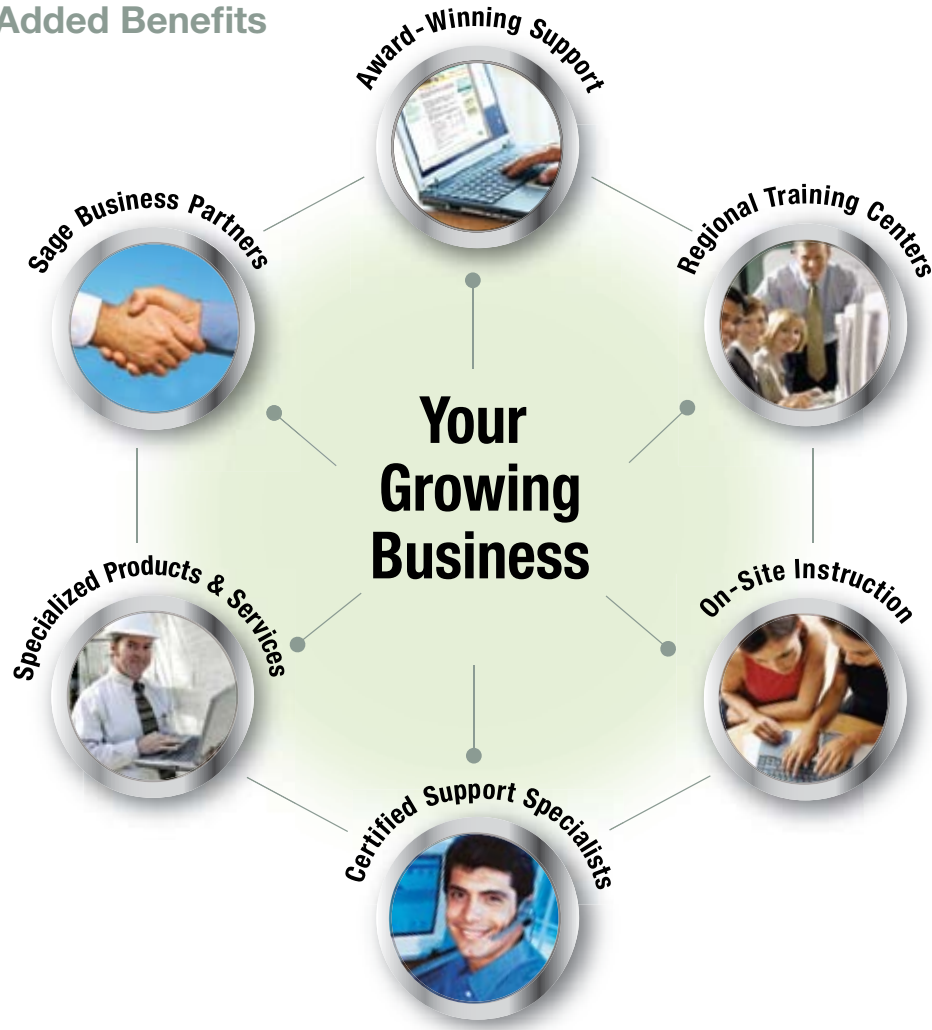 Added Benefits
Award-Winning Support
Sage Business Partners
Regional Training Centers
Your
Growing
Business
Specialized Products & Services
On-Site Instruction
Certified Support Specialists